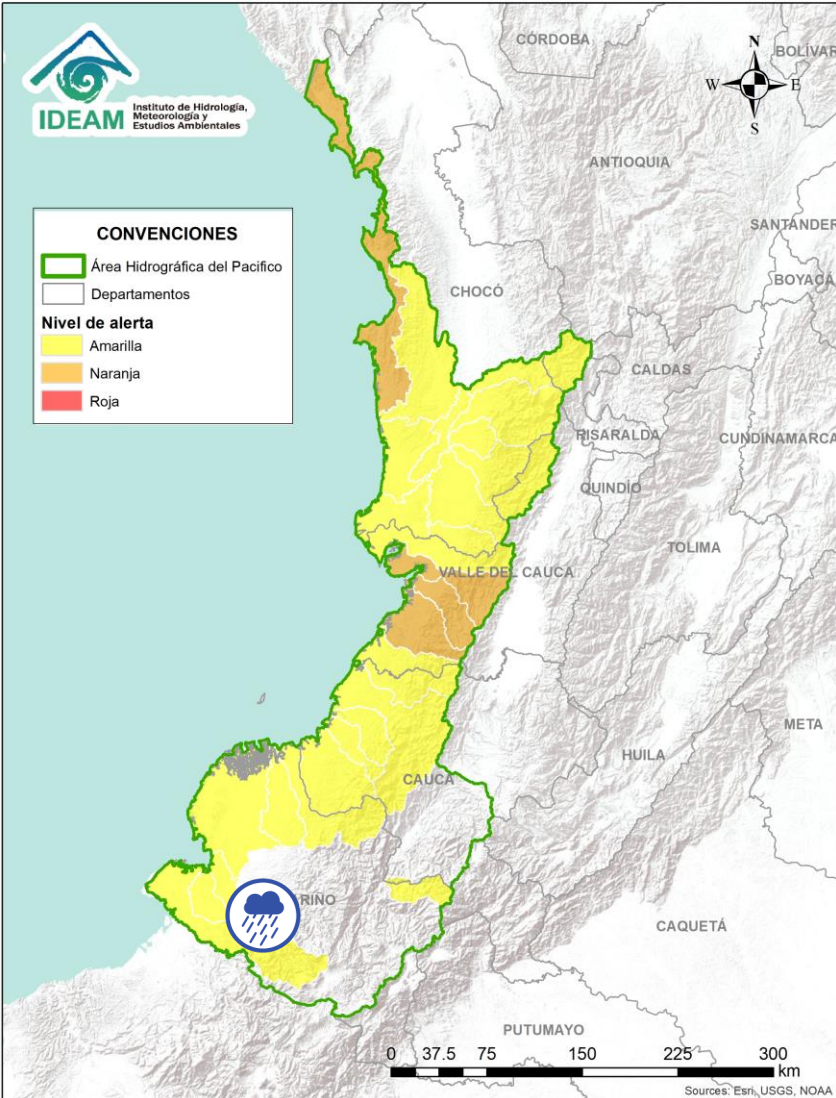 IDEAM
Instituto de Hidrología,
Meteorología y
Estudios Ambientales
CONVENCIONES
Área Hidrográfica del Pacifico
Departamentos
Nivel de alerta
Amarilla
Naranja
Roja
N
W
E
S
CÓRDOBA
BOLÍVAR
ANTIOQUIA
SANTANDER
BOYACÁ
CHOCÓ
CALDAS
RISARALDA
CUNDINAMARCA
QUINDÍO
TOLIMA
VALLE DEL CAUCA
META
HUILA
CAUCA
RIÑO
CAQUETÁ
PUTUMAYO
0 37.5 75 150 225 300
km
Sources: Esri, USGS, NOAA